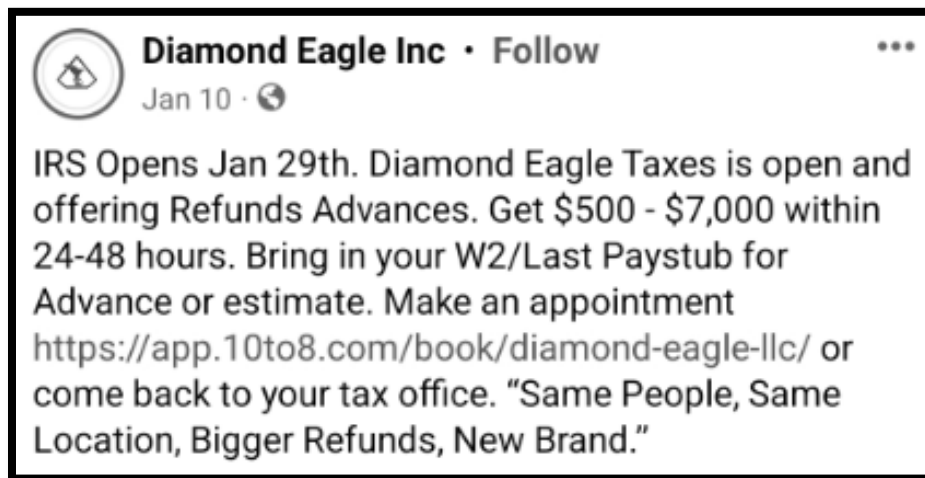 Diamond Eagle Inc · Follow
Jan 10 ·
IRS Opens Jan 29th. Diamond Eagle Taxes is open and
offering Refunds Advances. Get $500 - $7,000 within
24-48 hours. Bring in your W2/Last Paystub for
Advance or estimate. Make an appointment
https://app.10to8.com/book/diamond-eagle-llc/ or
come back to your tax office. “Same People, Same
Location, Bigger Refunds, New Brand.”